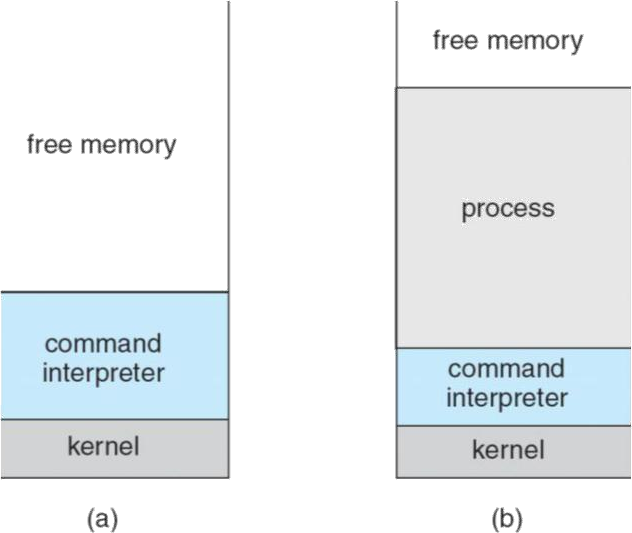 free memory
command
interpreter
kernel
(a)
free memory
process
command
interpreter
kernel
(b)